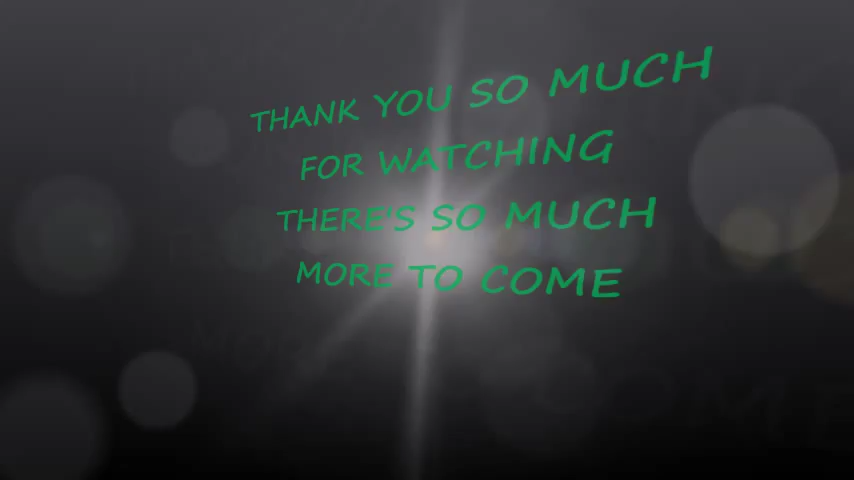 THANK YOU SO MUCH
FOR WATCHING
THERE'S SO MUCH
MORE TO COME